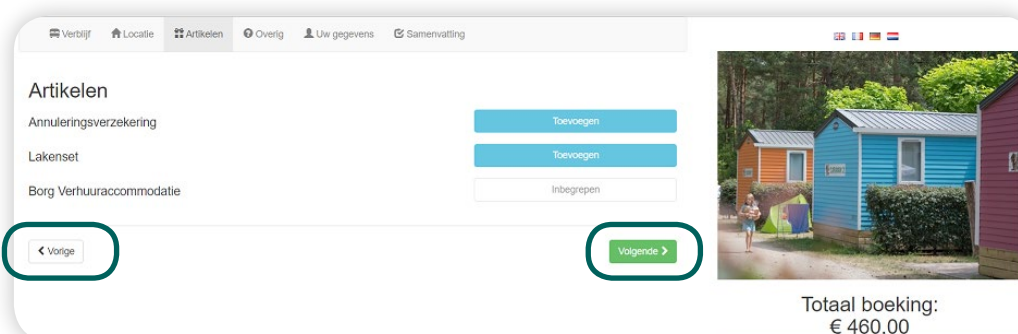 Verblijf Locatie Artikelen Overig Uw gegevens Samenvatting
Artikelen
Annuleringsverzekering Toevoegen
Lakenset Toevoegen
Borg Verhuuraccommodatie Inbegrepen
Vorige Volgende
Totaal boeking:
€ 460.00